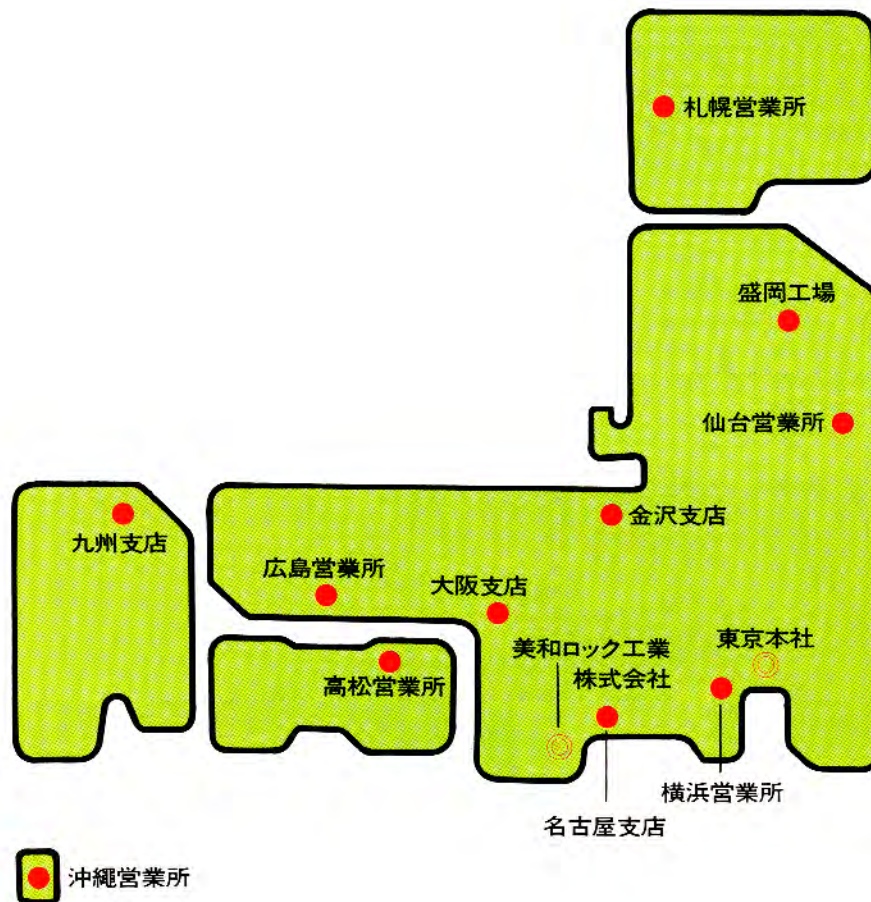 札幌営業所
盛岡工場
仙台営業所
金沢支店
九州支店
広島営業所
大阪支店
美和ロック工業
株式会社
東京本社
高松営業所
横浜営業所
名古屋支店
沖縄営業所